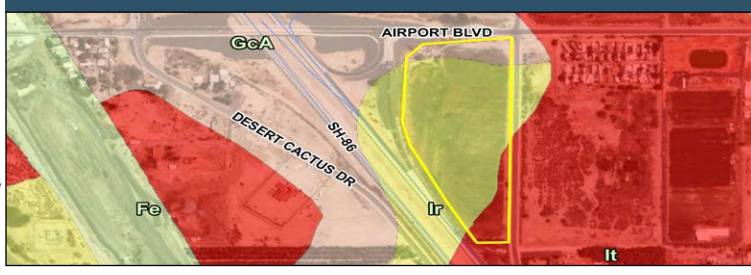 AIRPORT BLVD
GcA
SH-86
DESERT CACTUS DR
Fe
Ir
It